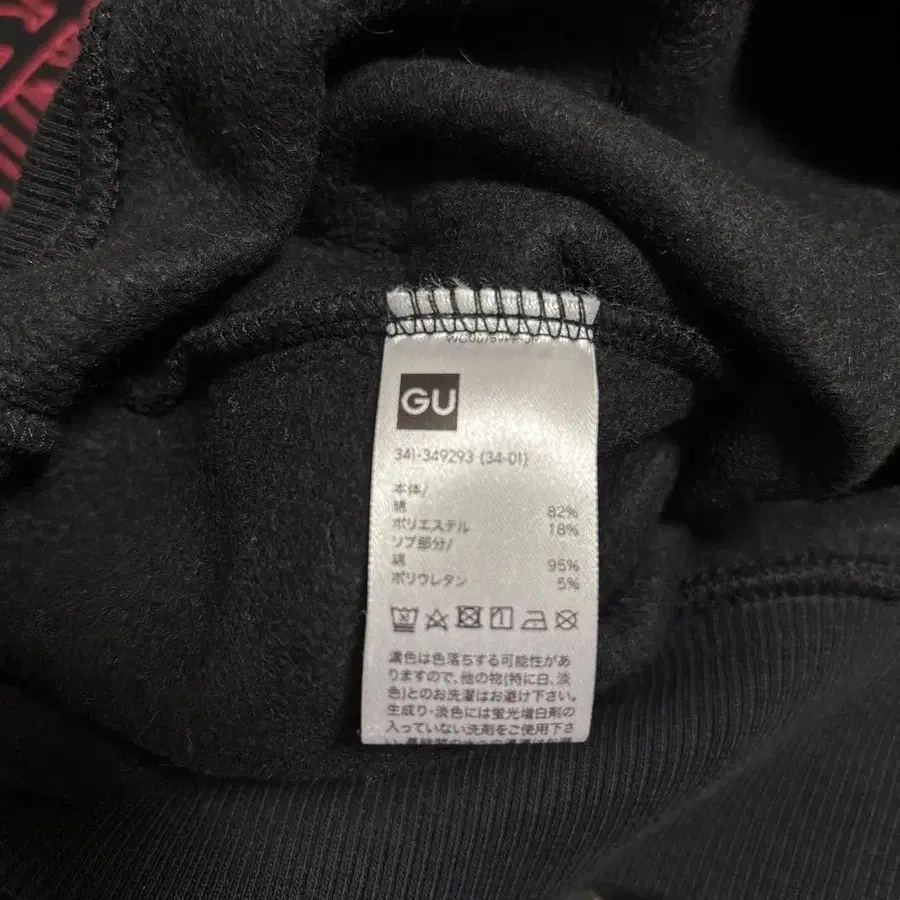 GU
341-349293 (34-01)
本体/
綿 82%
ポリエステル 18%
リブ部分/
綿 95%
ポリウレタン 5%
30
濃色は色落ちする可能性があ
りますので、他の物(特に白、淡
色)とのお洗濯はお避け下さい。
生成り・淡色には蛍光増白剤の
入っていない洗剤をご使用下さ